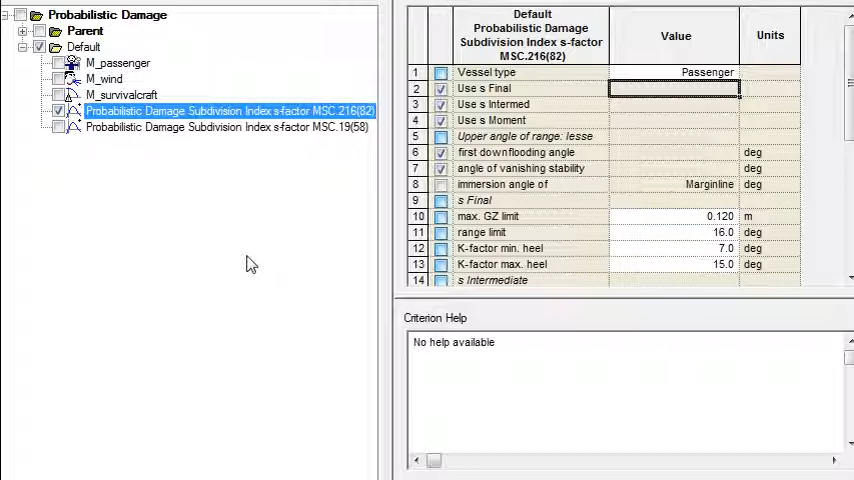 Probabilistic Damage
Parent
Default
M_passenger
M_wind
M_survivalcraft
Probabilistic Damage Subdivision Index s-factor MSC.216(82)
Probabilistic Damage Subdivision Index s-factor MSC.19(58)
Default
Probabilistic Damage
Subdivision Index s-factor
MSC.216(82)
Value
Units
1 Vessel type Passenger
2 Use s Final
3 Use s Intermed
4 Use s Moment
5 Upper angle of range: lesse
6 first downflooding angle deg
7 angle of vanishing stability deg
8 immersion angle of Marginline deg
9 s Final
10 max. GZ limit 0.120 m
11 range limit 16.0 deg
12 K-factor min. heel 7.0 deg
13 K-factor max. heel 15.0 deg
14 s Intermediate
Criterion Help
No help available